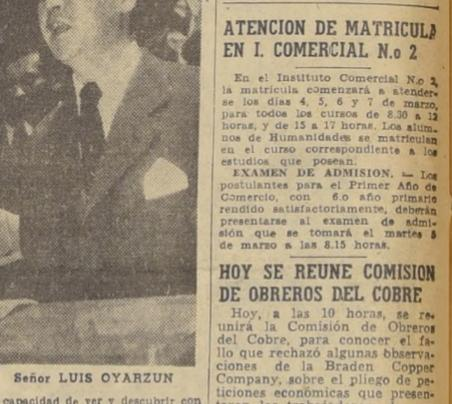 Señor LUIS OYARZUN
capacidad de ver y descubrir con
ATENCION DE MATRICULA
EN I. COMERCIAL N.o 2
En el Instituto Comercial N.o 2,
la matrícula comenzará a atender-
se los días 4, 5, 6 y 7 de marzo,
para todos los cursos de 8.30 a 12
horas, y de 15 a 17 horas. Los alum-
nos de Humanidades se matriculan
en el curso correspondiente a los
estudios que posean.
EXAMEN DE ADMISION. — Los
postulantes para el Primer Año de
Comercio, con 6.o año primario
rendido satisfactoriamente, deberán
presentarse al examen de admi-
sión que se tomará el martes 5
de marzo a las 8.15 horas.
HOY SE REUNE COMISION
DE OBREROS DEL COBRE
Hoy, a las 10 horas, se re-
unirá la Comisión de Obreros
del Cobre, para conocer el fa-
llo que rechazó algunas observa-
ciones de la Braden Copper
Company, sobre el pliego de pe-
ticiones económicas que presen-